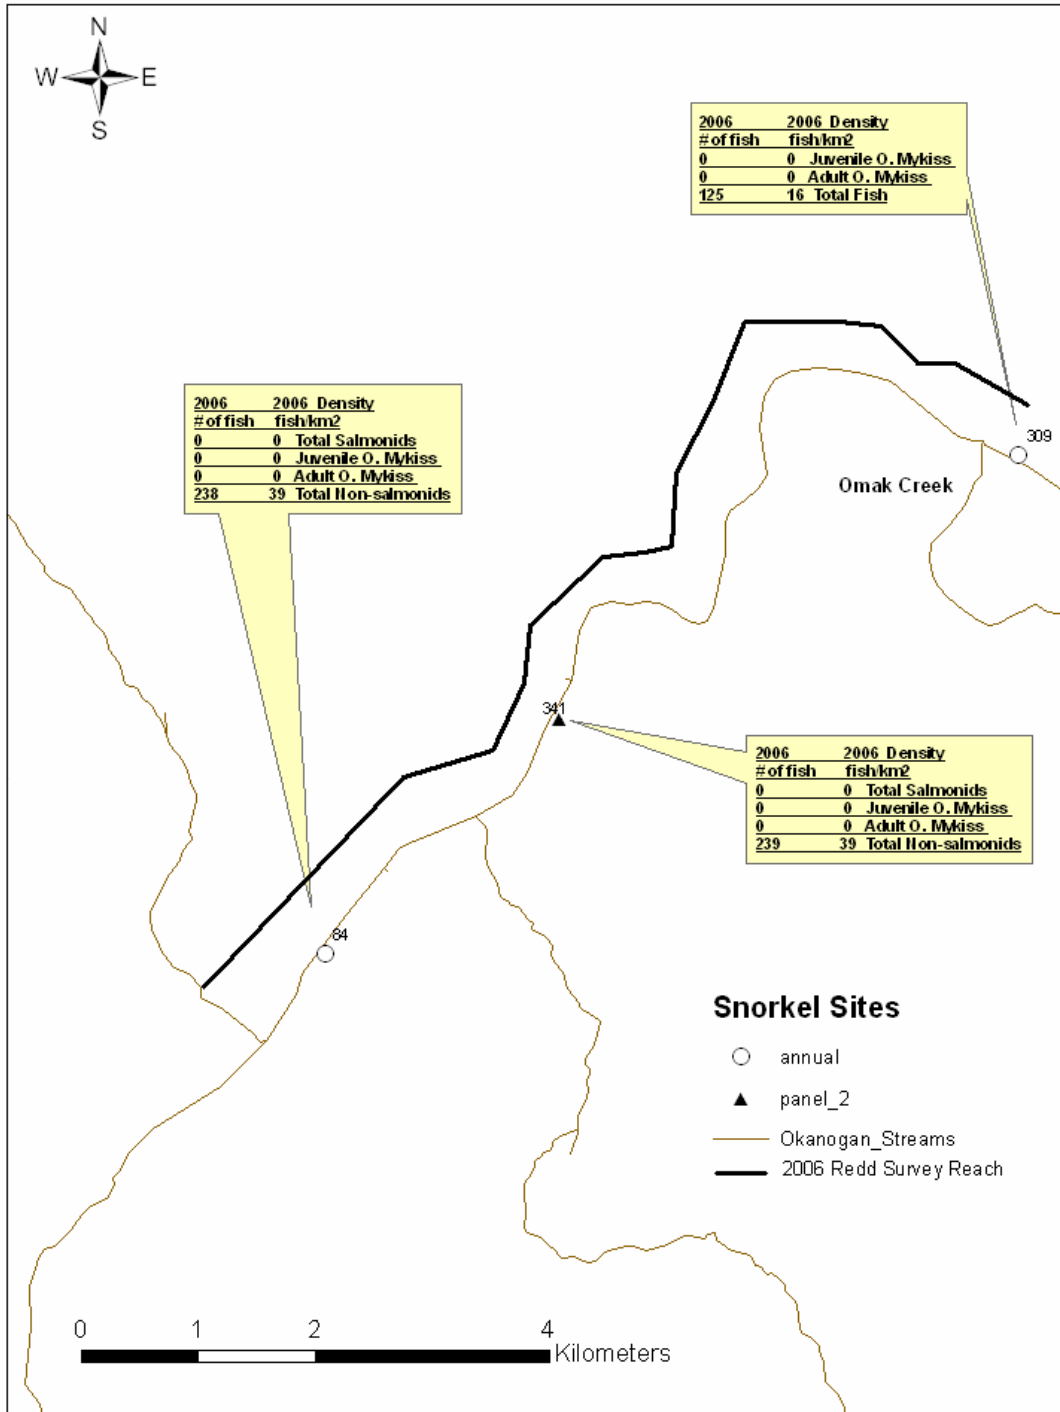 N
W E
S
2006 2006 Density
# of fish fish/km2
0 0 Juvenile O. Mykiss
0 0 Adult O. Mykiss
125 16 Total Fish
2006 2006 Density
# of fish fish/km2
0 0 Total Salmonids
0 0 Juvenile O. Mykiss
0 0 Adult O. Mykiss
238 39 Total Non-salmonids
309
Omak Creek
341
2006 2006 Density
# of fish fish/km2
0 0 Total Salmonids
0 0 Juvenile O. Mykiss
0 0 Adult O. Mykiss
239 39 Total Non-salmonids
84
Snorkel Sites
annual
panel_2
Okanogan_Streams
2006 Redd Survey Reach
0 1 2 4
Kilometers